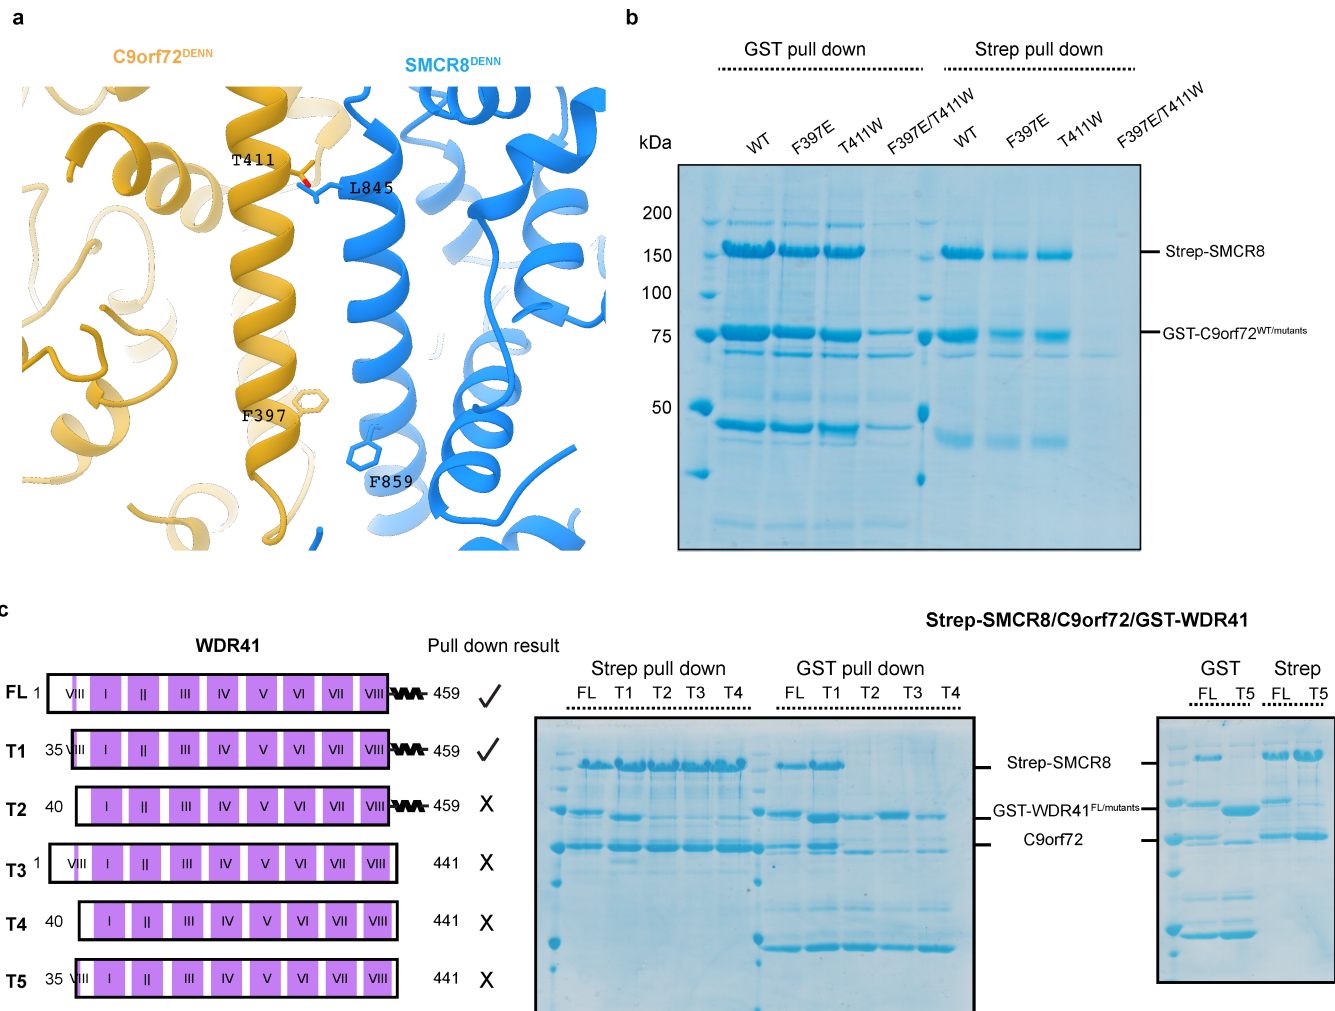 a
C9orf72DENN
SMCR8DENN
T411
L845
F397
F859
b
GST pull down
Strep pull down
kDa
WT
F397E
T411W
F397E/T411W
WT
F397E
T411W
F397E/T411W
200
150
100
75
50
Strep-SMCR8
GST-C9orf72WT/mutants
c
WDR41
Pull down result
FL 1 VIII I II III IV V VI VII VIII 459
T1 35 VIII I II III IV V VI VII VIII 459
T2 40 I II III IV V VI VII VIII 459 X
T3 1 VIII I II III IV V VI VII VIII 441 X
T4 40 I II III IV V VI VII VIII 441 X
T5 35 VIII I II III IV V VI VII VIII 441 X
Strep-SMCR8/C9orf72/GST-WDR41
Strep pull down
GST pull down
FL T1 T2 T3 T4
FL T1 T2 T3 T4
GST
Strep
FL T5
FL T5
Strep-SMCR8
GST-WDR41FL/mutants
C9orf72